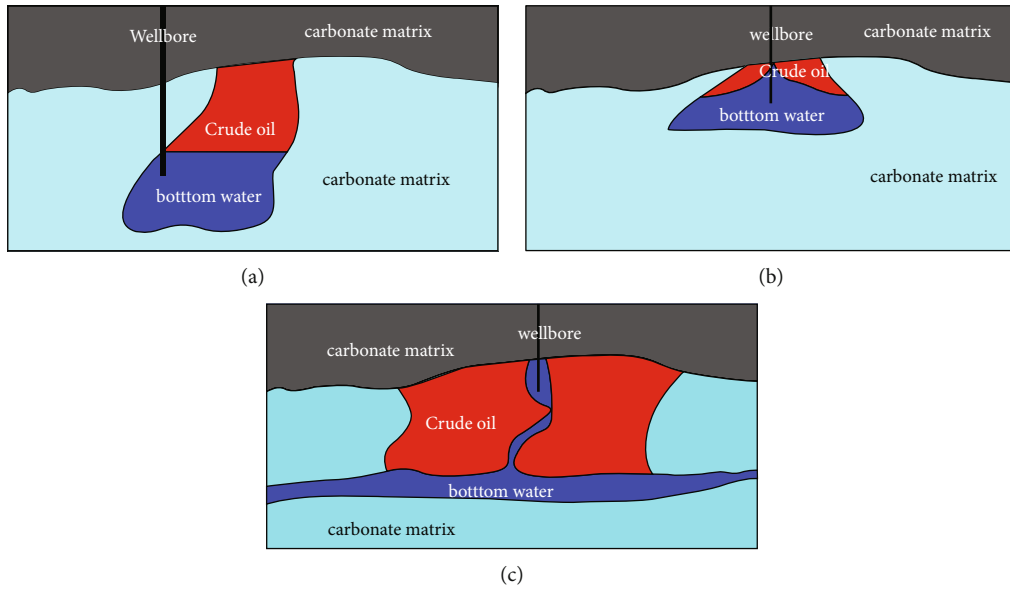 Wellbore
carbonate matrix
Crude oil
carbonate matrix
botttom water
(a)
wellbore
carbonate matrix
Crude oil
botttom water
carbonate matrix
(b)
wellbore
carbonate matrix
Crude oil
botttom water
carbonate matrix
(c)